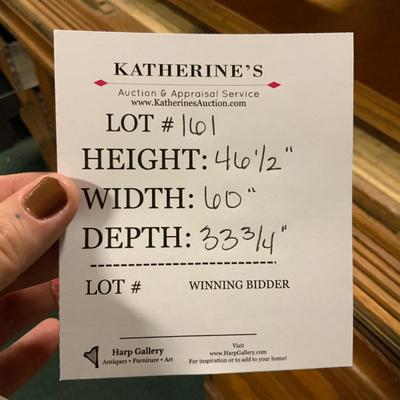 KATHERINE'S
Auction & Appraisal Service
www.KatherinesAuction.com
LOT # 161
HEIGHT: 46 1/2"
WIDTH: 60"
DEPTH: 33 3/4"
LOT # WINNING BIDDER
Harp Gallery
Antiques • Furniture • Art
Visit
www.HarpGallery.com
For inspiration or to add to your home!